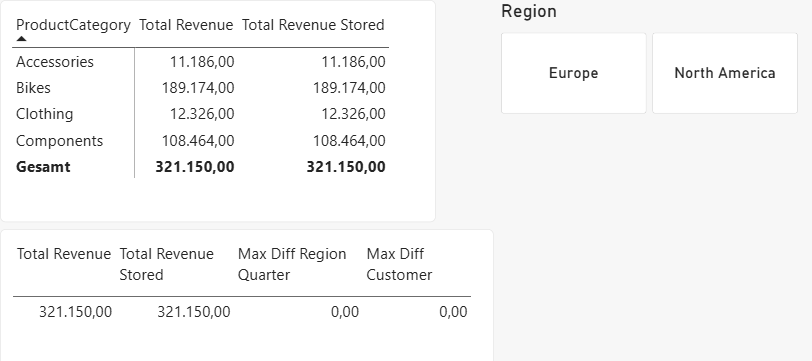 ProductCategory Total Revenue Total Revenue Stored
Accessories 11.186,00 11.186,00
Bikes 189.174,00 189.174,00
Clothing 12.326,00 12.326,00
Components 108.464,00 108.464,00
Gesamt 321.150,00 321.150,00
Region
Europe North America
Total Revenue Total Revenue Max Diff Region Max Diff
Stored Quarter Customer
321.150,00 321.150,00 0,00 0,00